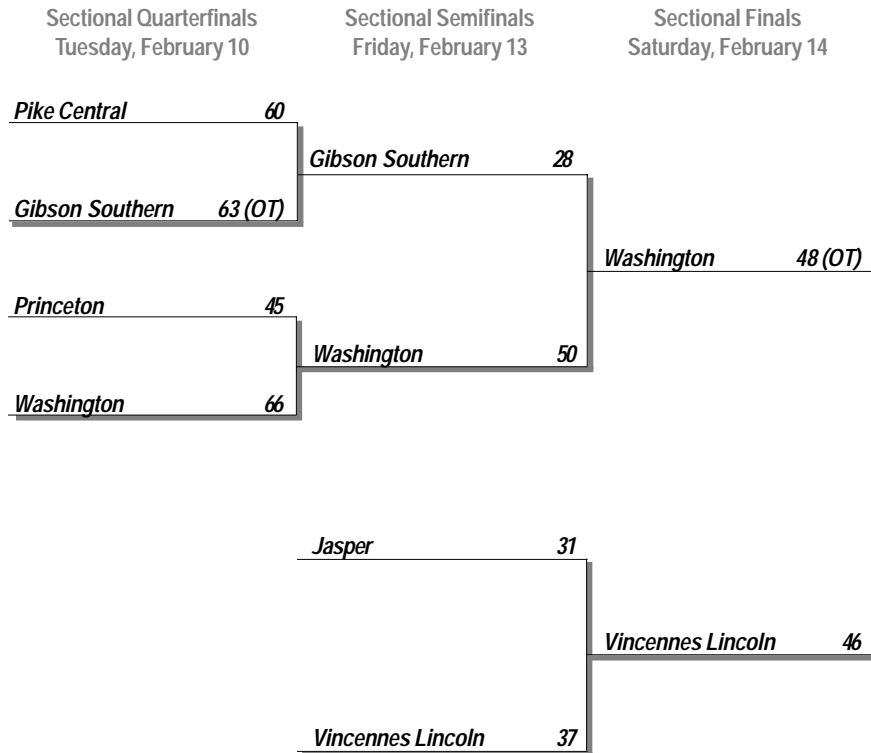 Sectional Quarterfinals
Tuesday, February 10
Sectional Semifinals
Friday, February 13
Sectional Finals
Saturday, February 14
Pike Central 60
Gibson Southern 63 (OT)
Princeton 45
Washington 66
Gibson Southern 28
Washington 50
Jasper 31
Vincennes Lincoln 37
Washington 48 (OT)
Vincennes Lincoln 46